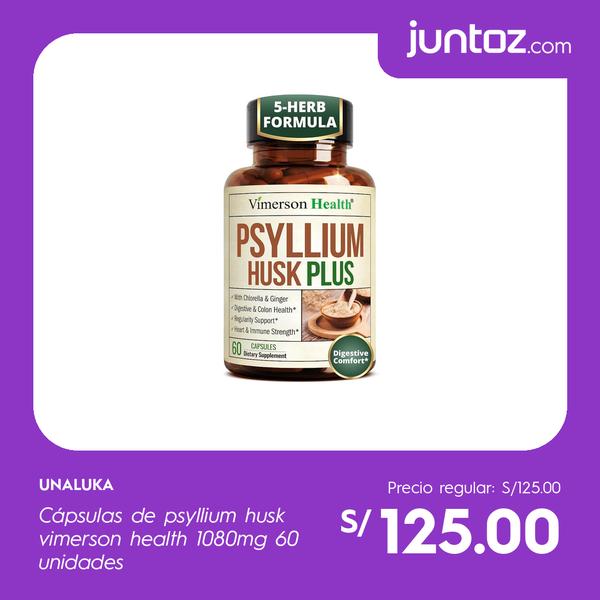 juntoz.com
5-HERB
FORMULA
Vimerson Health®
PSYLLIUM
HUSK PLUS
✓ With Chlorella & Ginger
✓ Digestive & Colon Health*
✓ Regularity Support*
✓ Heart & Immune Strength*
60 CAPSULES
Dietary Supplement
Digestive
Comfort*
UNALUKA
Cápsulas de psyllium husk
vimerson health 1080mg 60
unidades
Precio regular: S/125.00
S/ 125.00